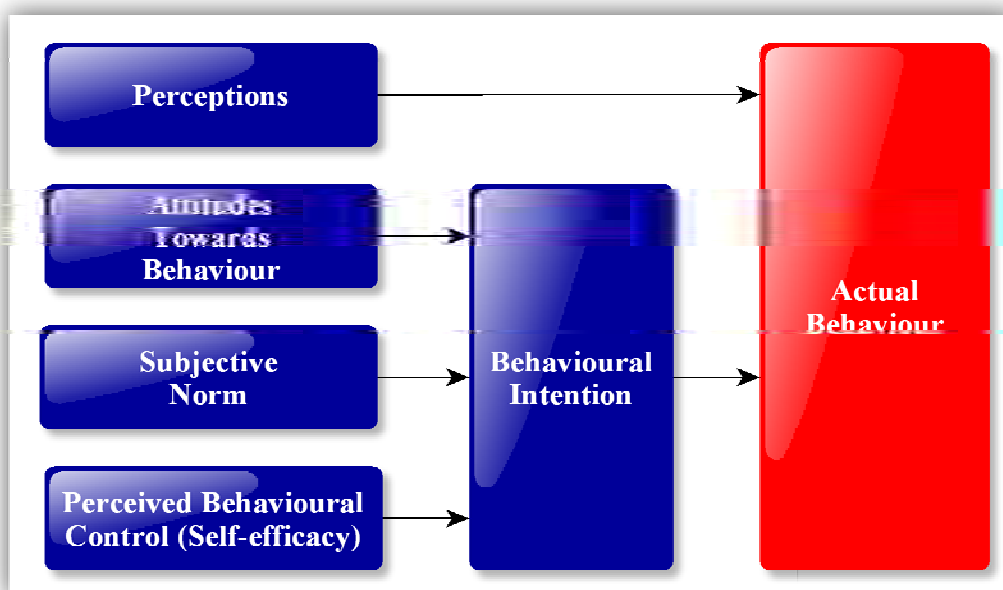 Perceptions
Attitudes
Towards
Behaviour
Subjective
Norm
Perceived Behavioural
Control (Self-efficacy)
Behavioural
Intention
Actual
Behaviour